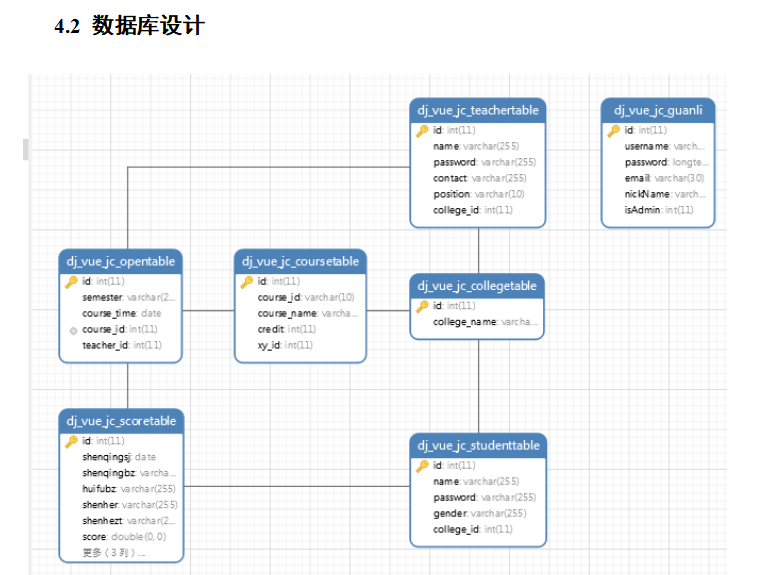 4.2 数据库设计
dj_vue_jc_teachertable
id: int(11)
name: varchar(255)
password: varchar(255)
contact: varchar(255)
position: varchar(10)
college_id: int(11)
dj_vue_jc_guanli
id: int(11)
username: varch...
password: longte...
email: varchar(30)
nickName: varch...
isAdmin: int(11)
dj_vue_jc_opentable
id: int(11)
semester: varchar(2...
course_time: date
course_id: int(11)
teacher_id: int(11)
dj_vue_jc_coursetable
id: int(11)
course_id: varchar(10)
course_name: varcha...
credit: int(11)
xy_id: int(11)
dj_vue_jc_collegetable
id: int(11)
college_name: varcha...
dj_vue_jc_scoretable
id: int(11)
shenqingsj: date
shenqingbz: varcha...
huifubz: varchar(255)
shenher: varchar(255)
shenhezt: varchar(2...
score: double(0, 0)
更多 ( 3 列 ) ...
dj_vue_jc_studenttable
id: int(11)
name: varchar(255)
password: varchar(255)
gender: varchar(255)
college_id: int(11)